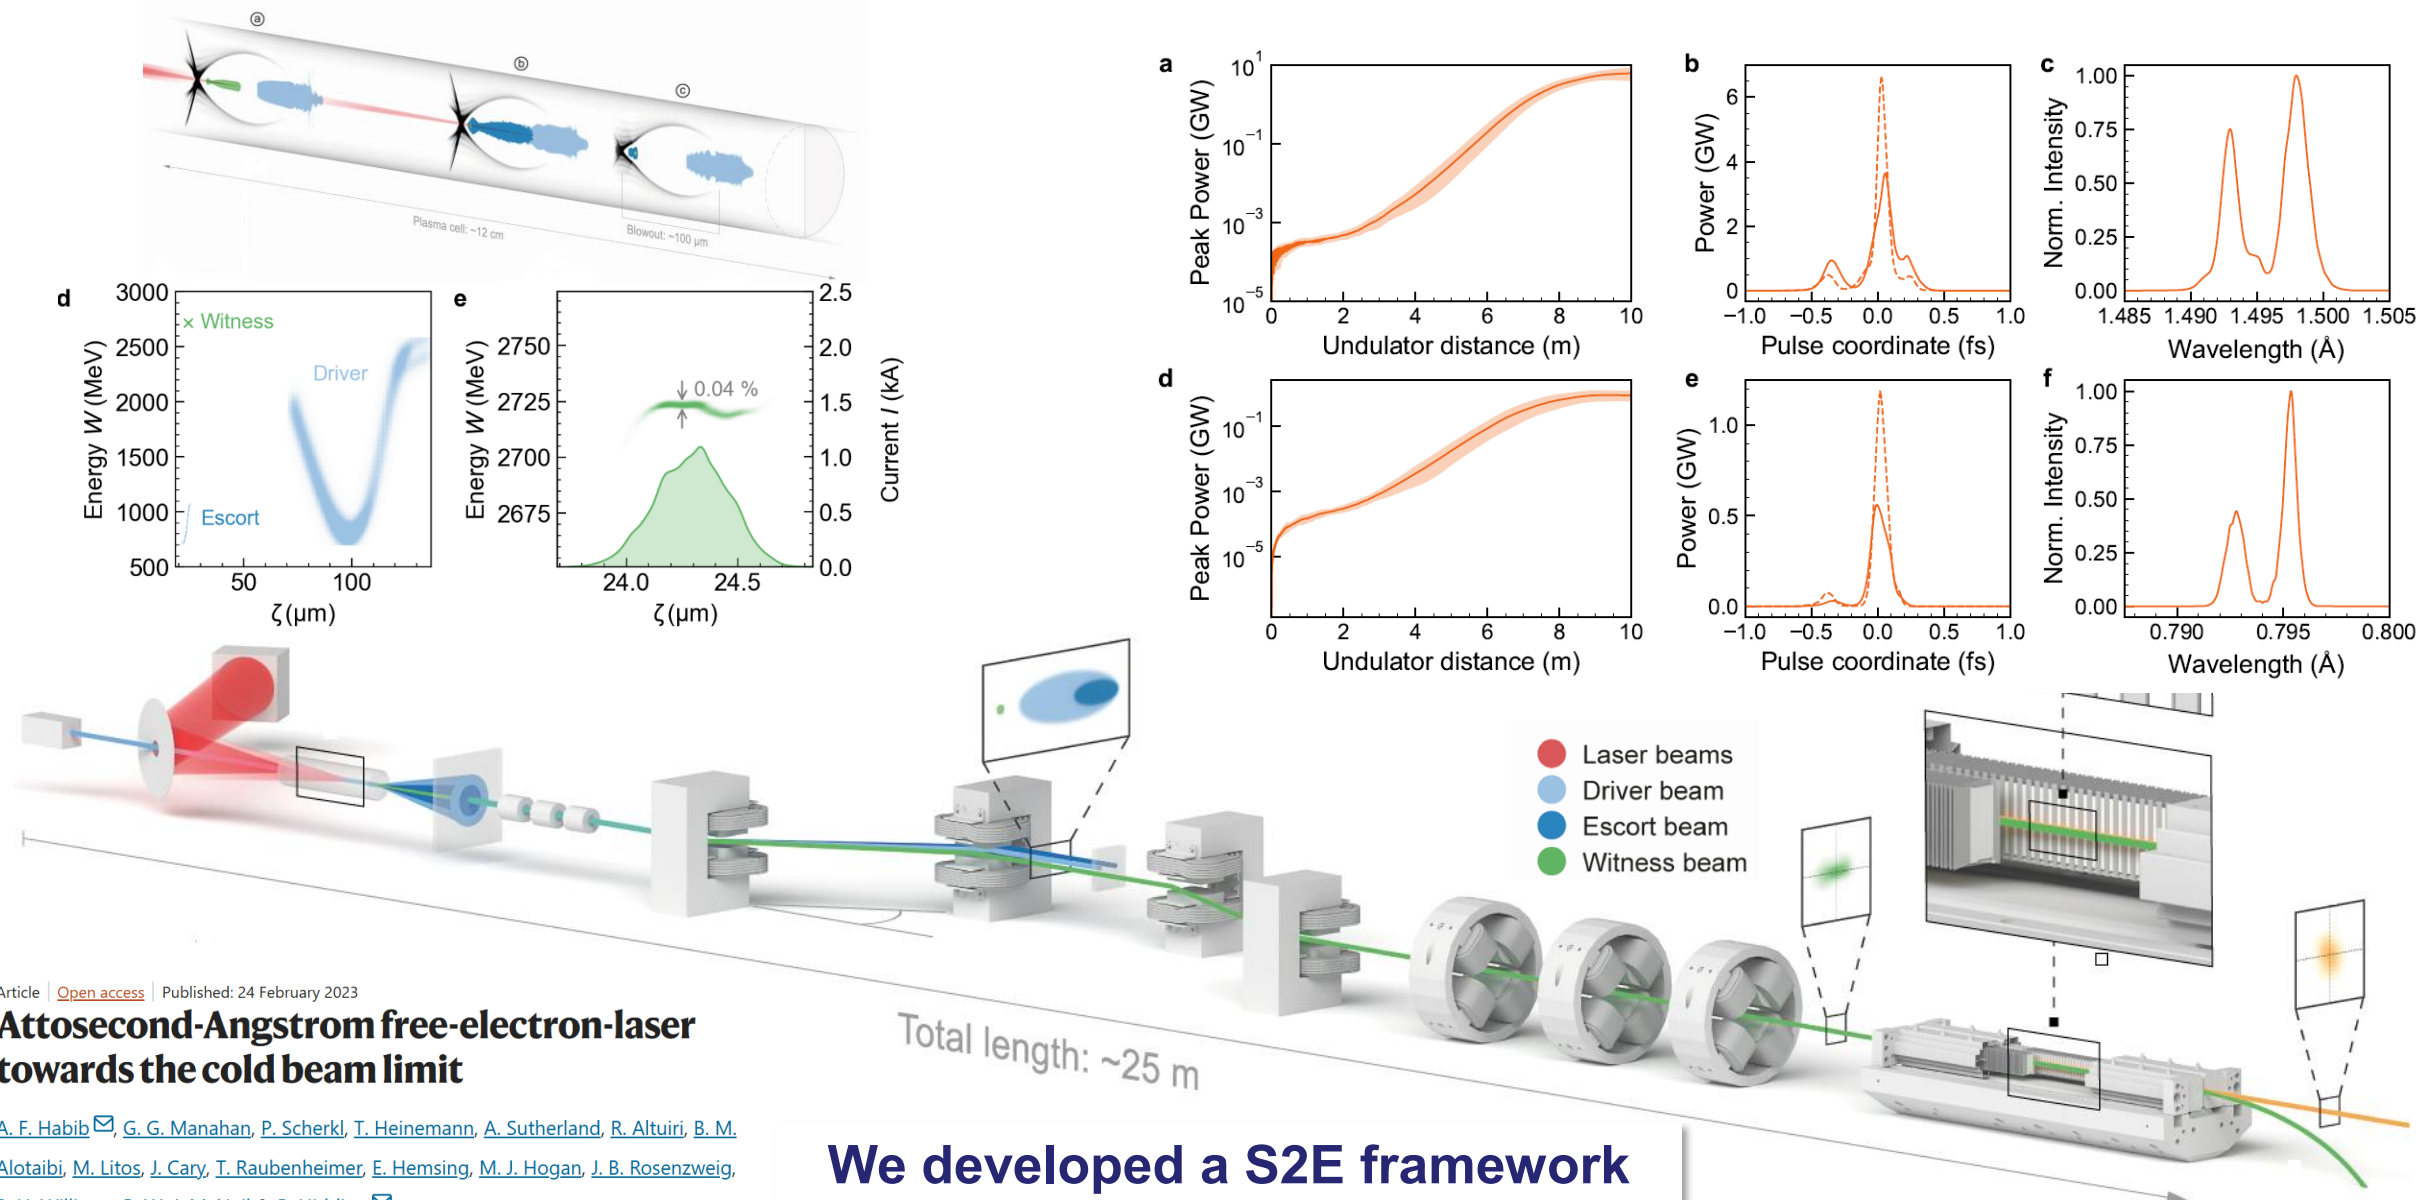 ⓐ
ⓑ
ⓒ
Plasma cell: ~12 cm
Blowout: ~100 μm
d
3000
2500
2000
1500
1000
500
Energy W (MeV)
× Witness
Driver
Escort
50
100
ζ (μm)
e
2750
2725
2700
2675
Energy W (MeV)
0.04 %
2.5
2.0
1.5
1.0
0.5
0.0
Current I (kA)
24.0
24.5
ζ (μm)
a
10¹
10⁻¹
10⁻³
10⁻⁵
Peak Power (GW)
0 2 4 6 8 10
Undulator distance (m)
b
6
4
2
0
Power (GW)
−1.0 −0.5 0.0 0.5 1.0
Pulse coordinate (fs)
c
1.00
0.75
0.50
0.25
0.00
Norm. Intensity
1.485 1.490 1.495 1.500 1.505
Wavelength (Å)
d
10⁻¹
10⁻³
10⁻⁵
Peak Power (GW)
0 2 4 6 8 10
Undulator distance (m)
e
1.0
0.5
0.0
Power (GW)
−1.0 −0.5 0.0 0.5 1.0
Pulse coordinate (fs)
f
1.00
0.75
0.50
0.25
0.00
Norm. Intensity
0.790 0.795 0.800
Wavelength (Å)
Laser beams
Driver beam
Escort beam
Witness beam
Total length: ~25 m
Article Open access Published: 24 February 2023
Attosecond-Angstrom free-electron-laser
towards the cold beam limit
A. F. Habib, G. G. Manahan, P. Scherkl, T. Heinemann, A. Sutherland, R. Altuiri, B. M.
Alotaibi, M. Litos, J. Cary, T. Raubenheimer, E. Hemsing, M. J. Hogan, J. B. Rosenzweig,
We developed a S2E framework